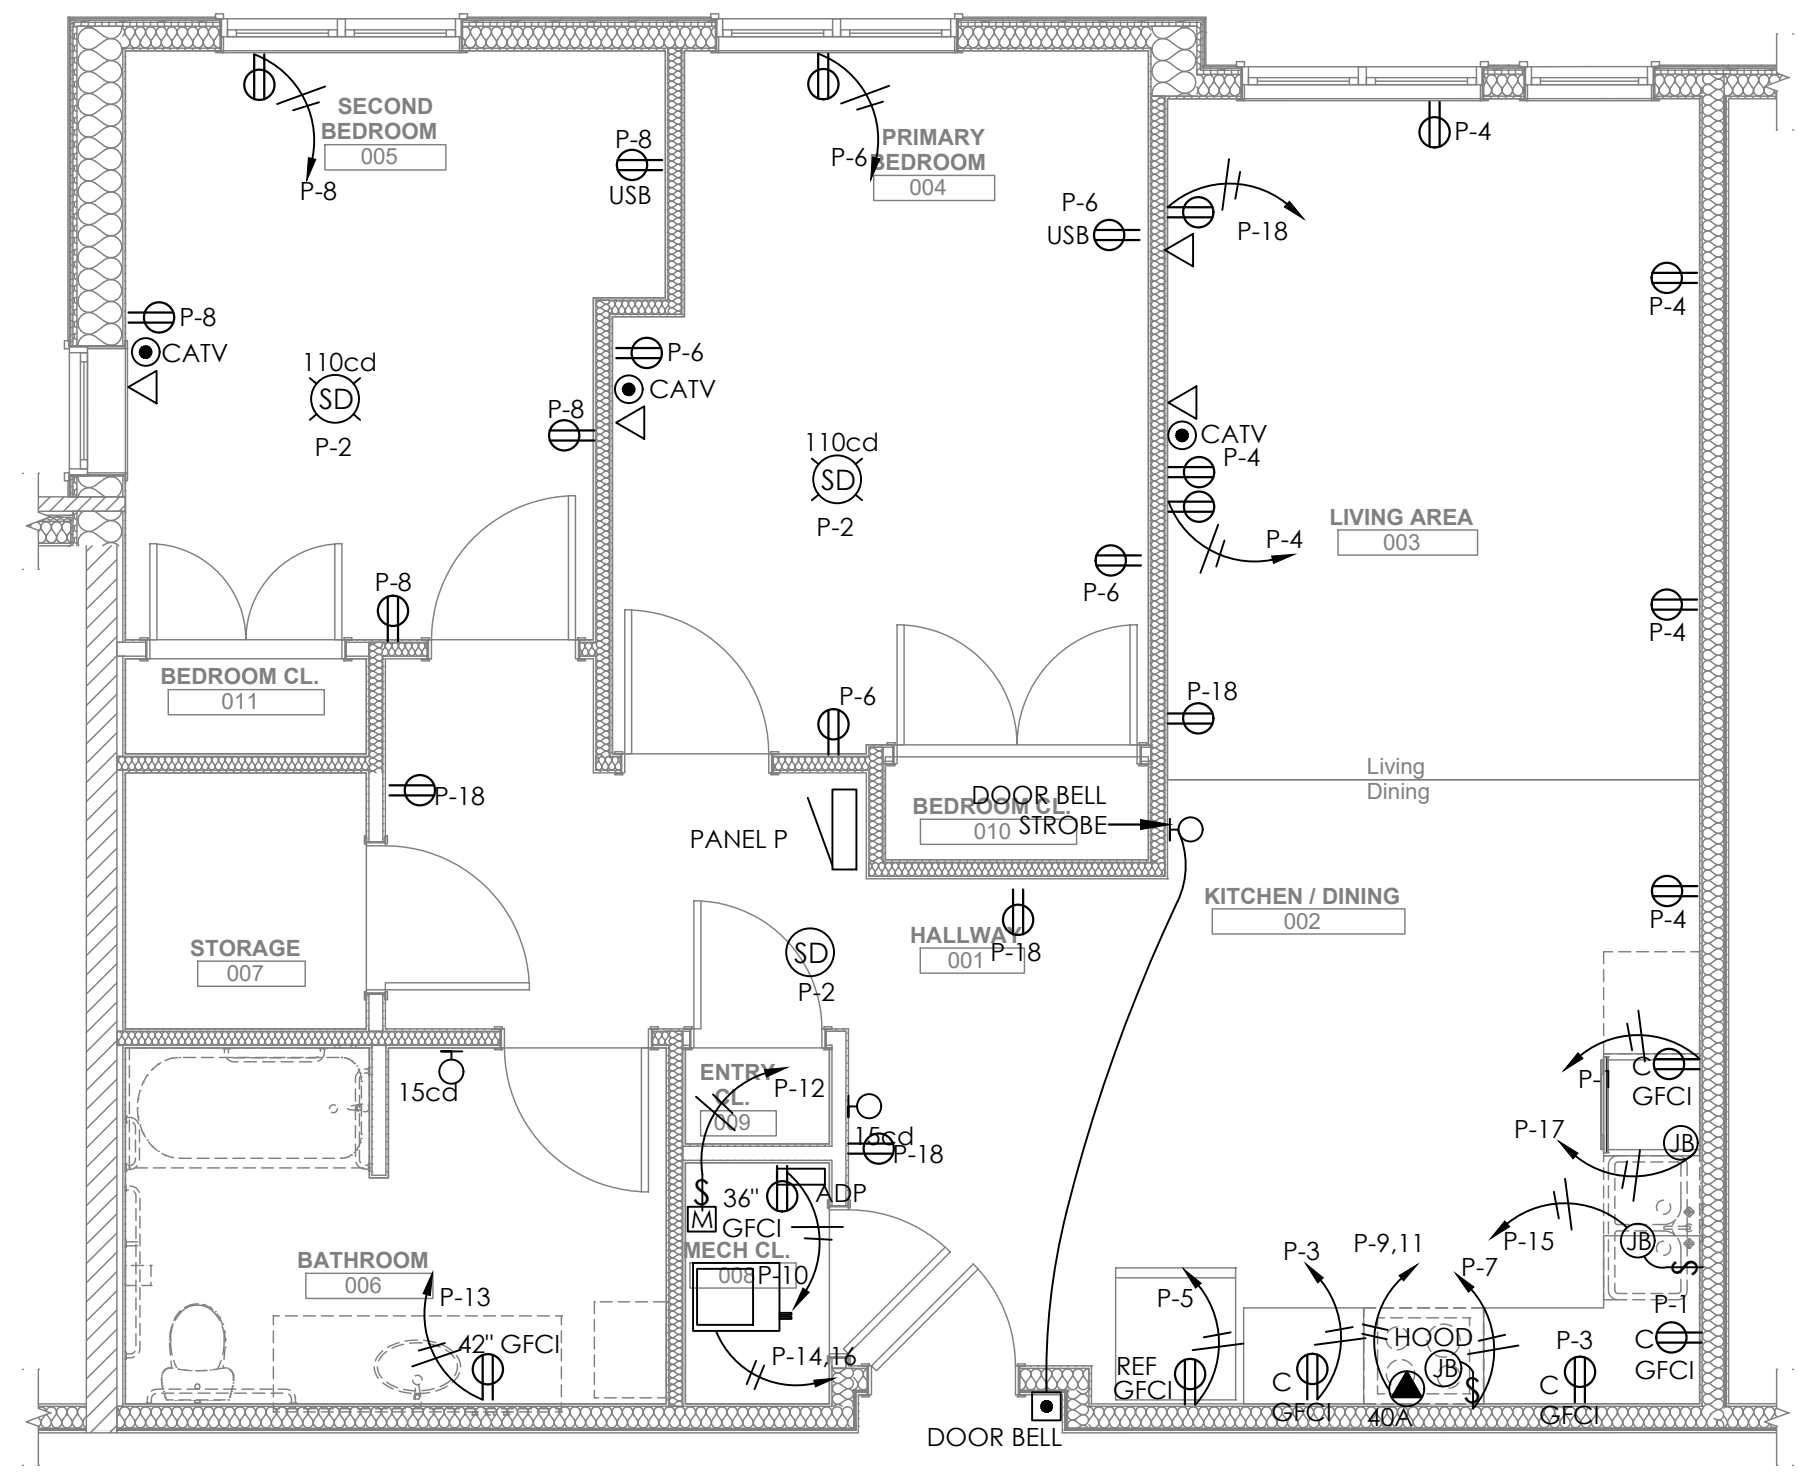 SECOND
BEDROOM
005
P-8
P-8
USB
PRIMARY
BEDROOM
004
P-6
P-6
USB
P-4
P-18
P-4
P-8
CATV
110cd
SD
P-2
P-8
P-6
CATV
110cd
SD
P-2
CATV
P-4
P-4
LIVING AREA
003
P-6
P-4
P-8
BEDROOM CL.
011
P-6
P-18
P-18
Living
Dining
PANEL P
BEDROOM CL.
010
DOOR BELL
STROBE
KITCHEN / DINING
002
P-4
HALLWAY
001
P-18
STORAGE
007
SD
P-2
15cd
ENTRY
CL.
009
P-12
15cd
P-18
P-1
C
GFCI
P-17
JB
S
M
36"
GFCI
ADP
MECH CL.
008
P-10
P-14,16
BATHROOM
006
P-13
42" GFCI
P-15
JB
S
P-3
P-9,11
P-7
P-5
P-1
C
GFCI
HOOD
JB
S
REF
GFCI
C
GFCI
40A
P-3
C
GFCI
DOOR BELL